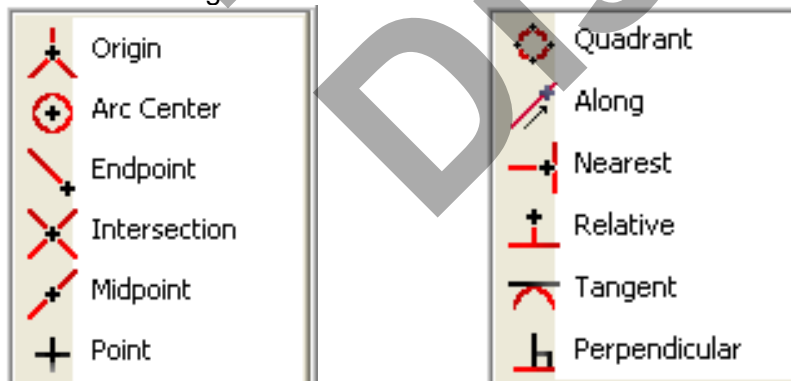 Origin
Arc Center
Endpoint
Intersection
Midpoint
Point
Quadrant
Along
Nearest
Relative
Tangent
Perpendicular